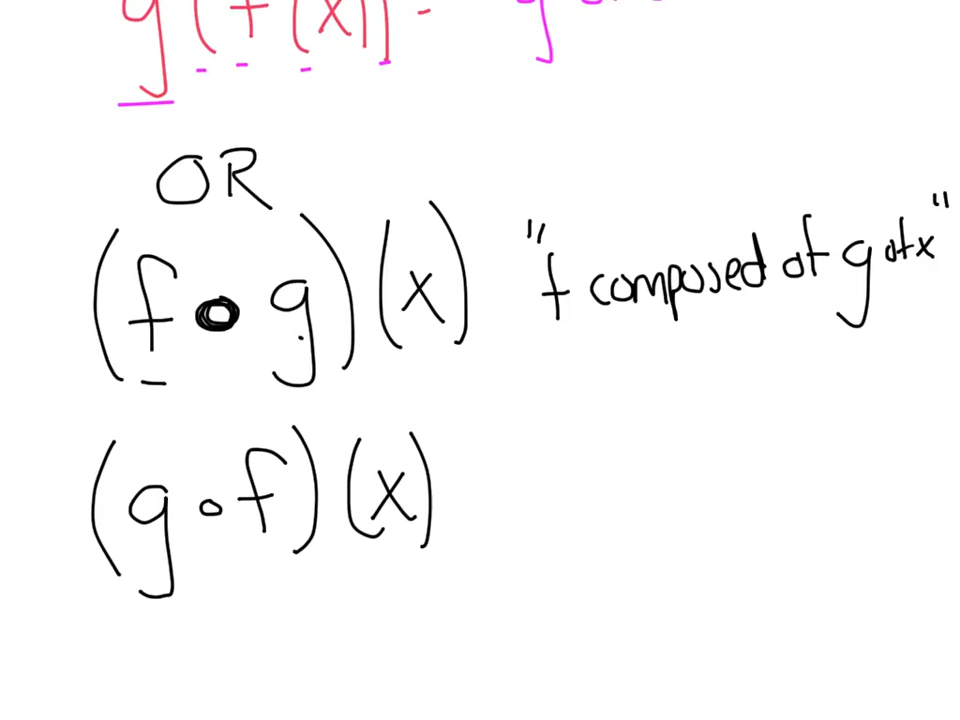 g(f(x)) =
OR
(f ∘ g)(x) "f composed of g of x"
(g ∘ f)(x)